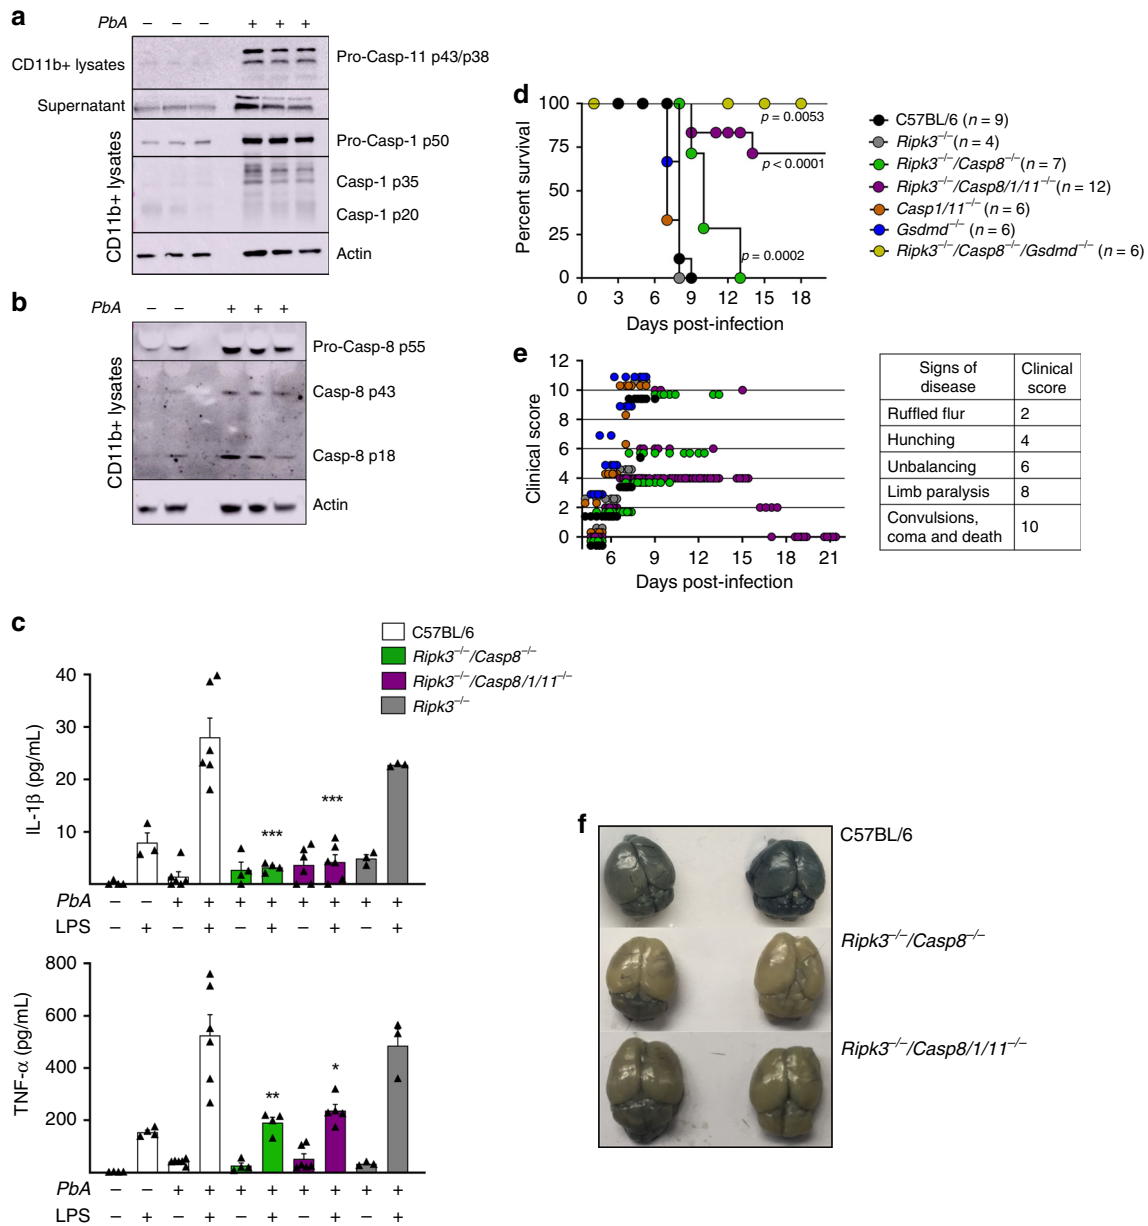 a
PbA – – – + + +
CD11b+ lysates
Pro-Casp-11 p43/p38
Supernatant
CD11b+ lysates
Pro-Casp-1 p50
Casp-1 p35
Casp-1 p20
Actin
b
PbA – – + + +
CD11b+ lysates
Pro-Casp-8 p55
Casp-8 p43
Casp-8 p18
Actin
c
C57BL/6
Ripk3–/–/Casp8–/–
Ripk3–/–/Casp8/1/11–/–
Ripk3–/–
IL-1β (pg/mL)
40
30
20
10
***
***
PbA – – + + + + + + + +
LPS – + – + – + – + – +
TNF-α (pg/mL)
800
600
400
200
**
*
PbA – – + + + + + + + +
LPS – + – + – + – + – +
d
Percent survival
100
75
50
25
0
p = 0.0053
p < 0.0001
p = 0.0002
0 3 6 9 12 15 18
Days post-infection
C57BL/6 (n = 9)
Ripk3–/– (n = 4)
Ripk3–/–/Casp8–/– (n = 7)
Ripk3–/–/Casp8/1/11–/– (n = 12)
Casp1/11–/– (n = 6)
Gsdmd–/– (n = 6)
Ripk3–/–/Casp8–/–/Gsdmd–/– (n = 6)
e
Clinical score
12
10
8
6
4
2
0
6 9 12 15 18 21
Days post-infection
Signs of disease Clinical score
Ruffled flur 2
Hunching 4
Unbalancing 6
Limb paralysis 8
Convulsions, coma and death 10
f
C57BL/6
Ripk3–/–/Casp8–/–
Ripk3–/–/Casp8/1/11–/–